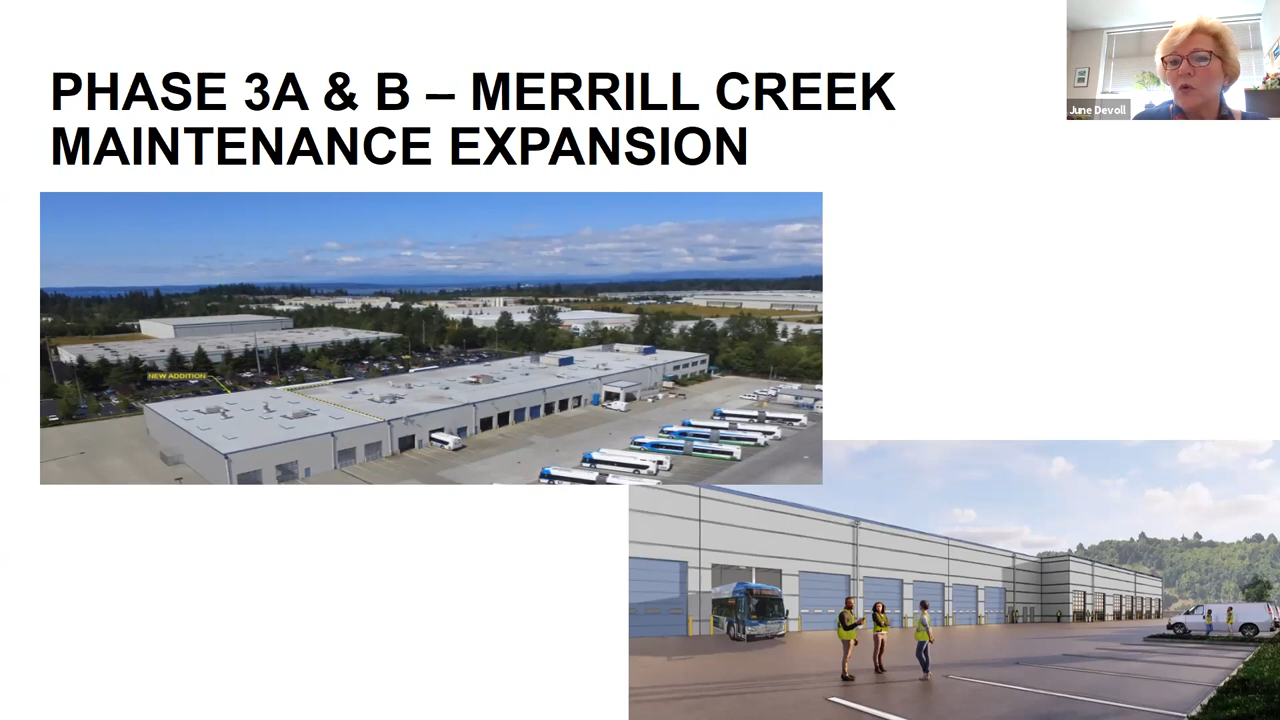 PHASE 3A & B – MERRILL CREEK
MAINTENANCE EXPANSION
June Devoll
NEW ADDITION